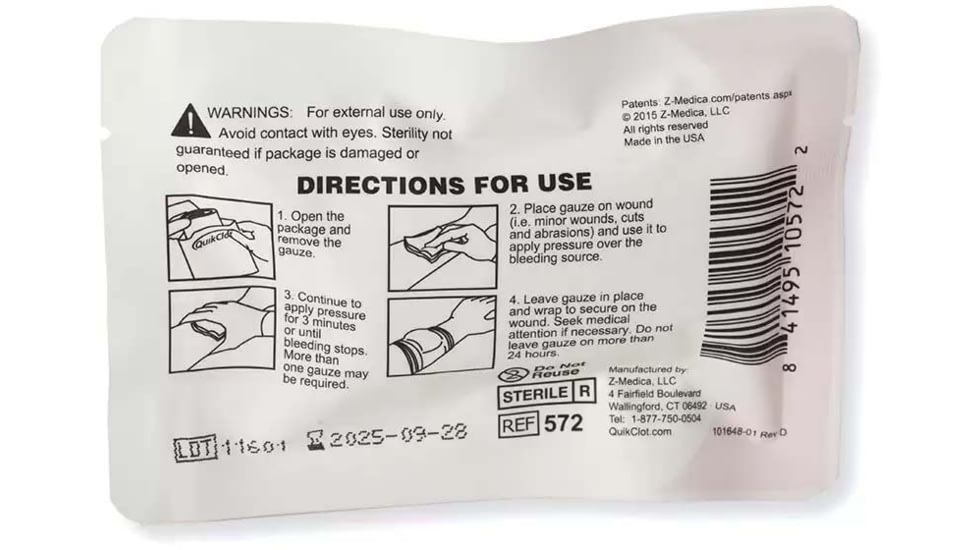 WARNINGS: For external use only.
Avoid contact with eyes. Sterility not
guaranteed if package is damaged or
opened.
Patents: Z-Medica.com/patents.aspx
© 2015 Z-Medica, LLC
All rights reserved
Made in the USA
DIRECTIONS FOR USE
QuikClot
1. Open the
package and
remove the
gauze.
2. Place gauze on wound
(i.e. minor wounds, cuts
and abrasions) and use it to
apply pressure over the
bleeding source.
3. Continue to
apply pressure
for 3 minutes
or until
bleeding stops.
More than
one gauze may
be required.
4. Leave gauze in place
and wrap to secure on the
wound. Seek medical
attention if necessary. Do not
leave gauze on more than
24 hours.
8 41495 10572 2
2 Do Not
Reuse
STERILE R
REF 572
Manufactured by:
Z-Medica, LLC
4 Fairfield Boulevard
Wallingford, CT 06492 USA
Tel: 1-877-750-0504
QuikClot.com
101648-01 Rev D
LOT 11601 2025-09-28